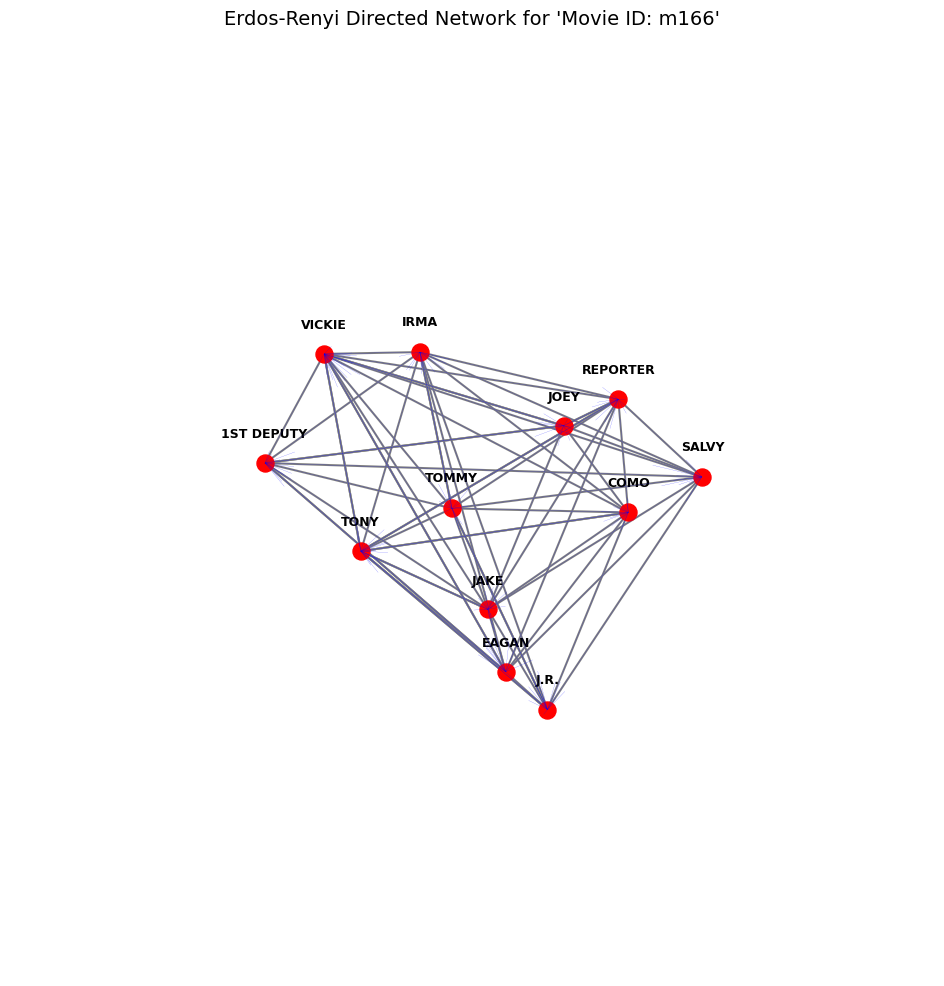 Erdos-Renyi Directed Network for 'Movie ID: m166'
VICKIE
IRMA
REPORTER
JOEY
1ST DEPUTY
SALVY
TOMMY
COMO
TONY
JAKE
EAGAN
J.R.